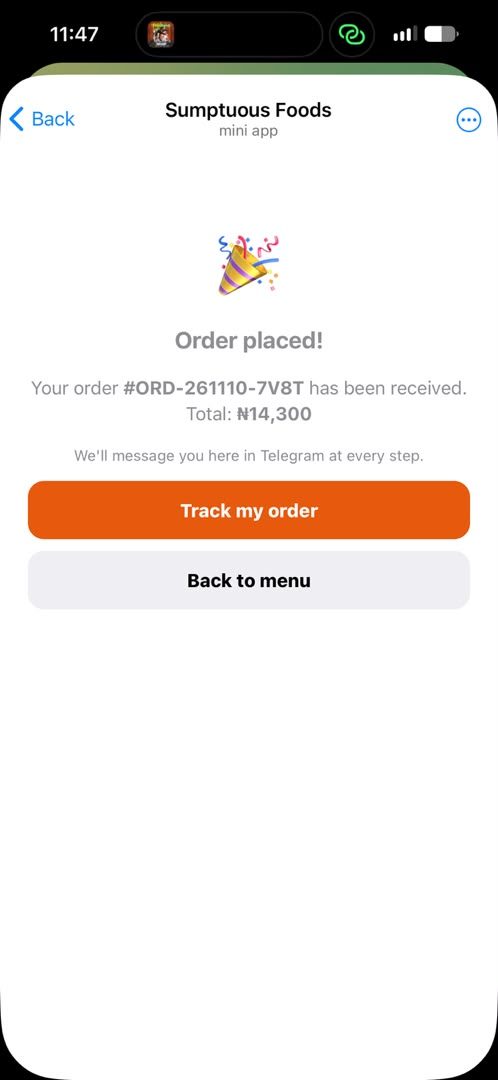 11:47
Back
Sumptuous Foods
mini app
Order placed!
Your order #ORD-261110-7V8T has been received.
Total: ₦14,300
We'll message you here in Telegram at every step.
Track my order
Back to menu